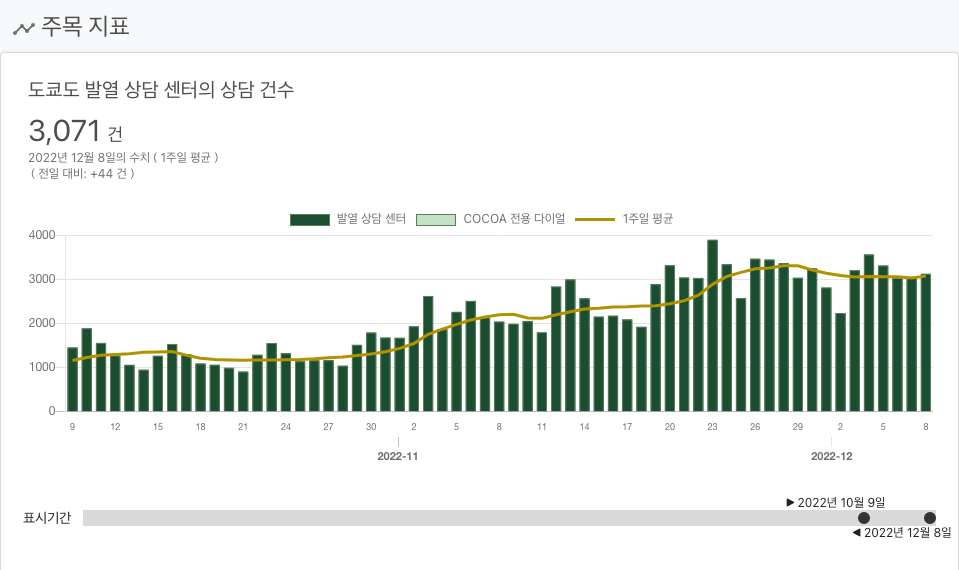 주목 지표
도쿄도 발열 상담 센터의 상담 건수
3,071 건
2022년 12월 8일의 수치 ( 1주일 평균 )
( 전일 대비: +44 건 )
발열 상담 센터 COCOA 전용 다이얼 1주일 평균
4000
3000
2000
1000
0
9 12 15 18 21 24 27 30 2 5 8 11 14 17 20 23 26 29 2 5 8
2022-11 2022-12
▶ 2022년 10월 9일
표시기간
◀ 2022년 12월 8일